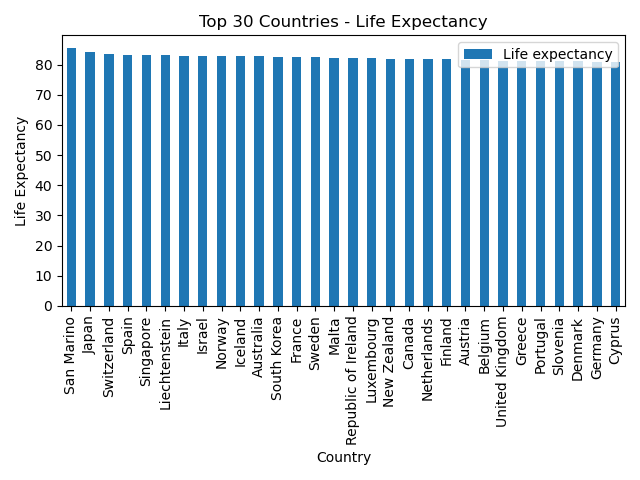 Top 30 Countries - Life Expectancy
Life expectancy
Life Expectancy
80
70
60
50
40
30
20
10
0
San Marino
Japan
Switzerland
Spain
Singapore
Liechtenstein
Italy
Israel
Norway
Iceland
Australia
South Korea
France
Sweden
Malta
Republic of Ireland
Luxembourg
New Zealand
Canada
Netherlands
Finland
Austria
Belgium
United Kingdom
Greece
Portugal
Slovenia
Denmark
Germany
Cyprus
Country